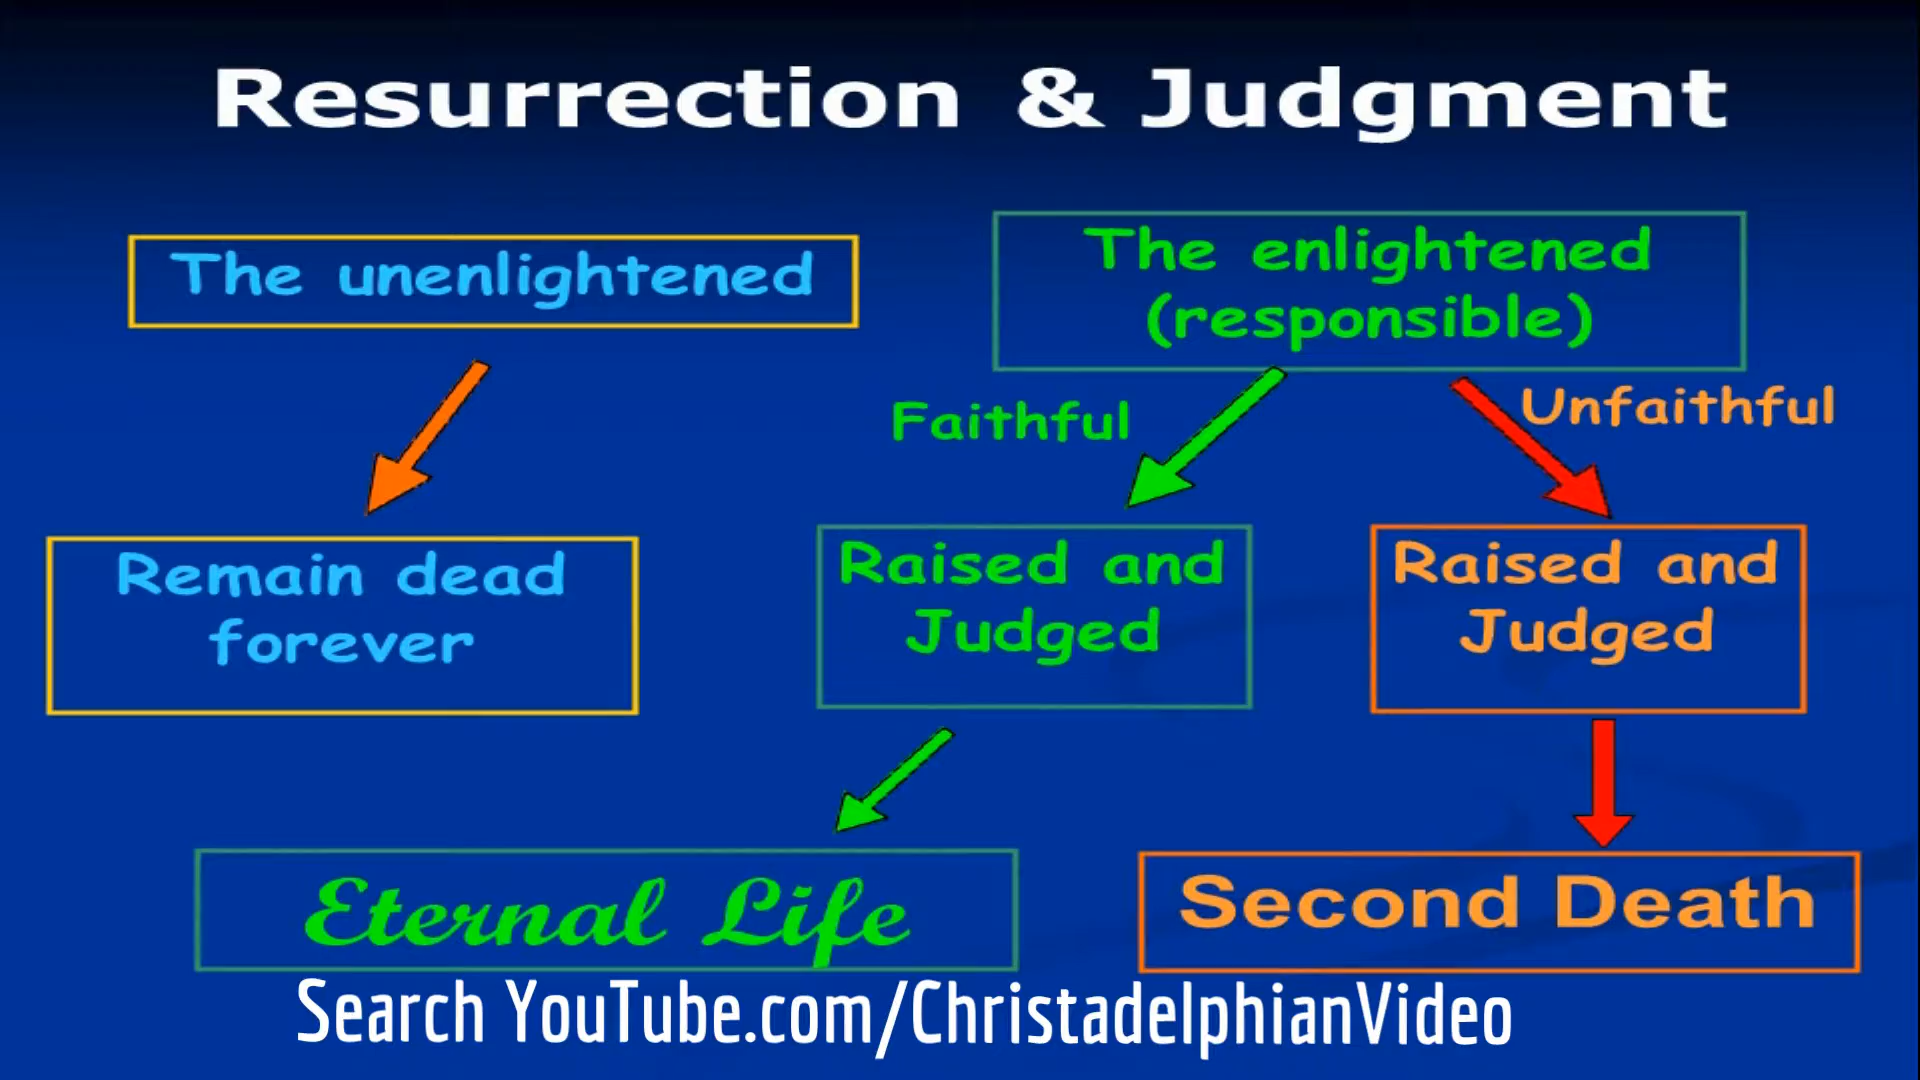 Resurrection & Judgment
The unenlightened
The enlightened
(responsible)
Faithful
Unfaithful
Remain dead
forever
Raised and
Judged
Raised and
Judged
Eternal Life
Second Death
Search YouTube.com/ChristadelphianVideo